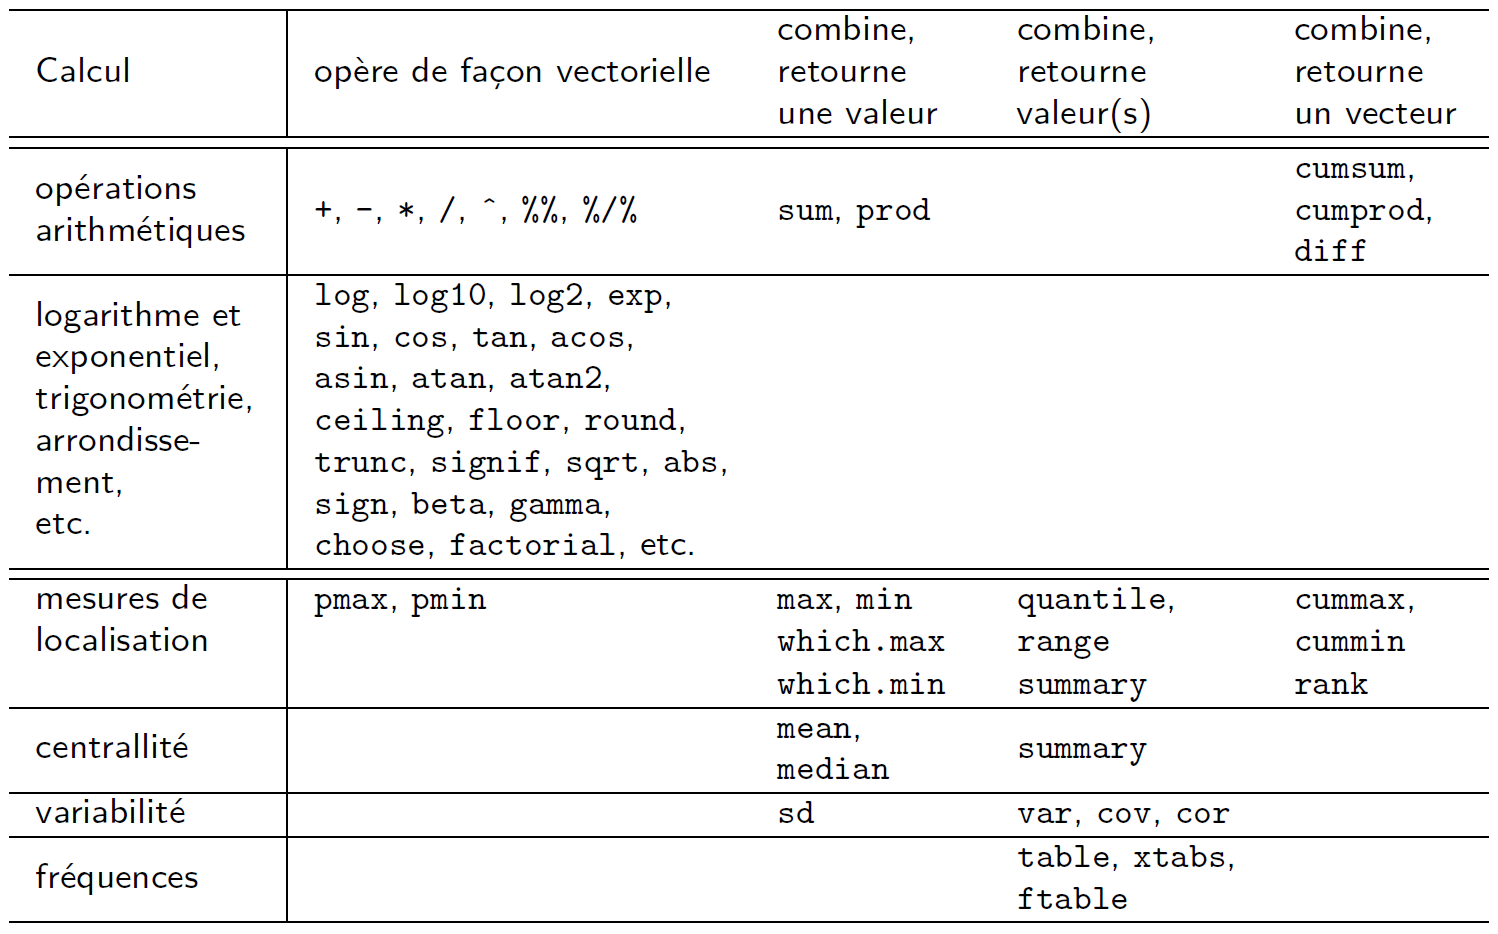 Calcul
opère de façon vectorielle
combine,
retourne
une valeur
combine,
retourne
valeur(s)
combine,
retourne
un vecteur
opérations
arithmétiques
+, -, *, /, ^, %%, %/%
sum, prod
cumsum,
cumprod,
diff
logarithme et
exponentiel,
trigonométrie,
arrondisse-
ment,
etc.
log, log10, log2, exp,
sin, cos, tan, acos,
asin, atan, atan2,
ceiling, floor, round,
trunc, signif, sqrt, abs,
sign, beta, gamma,
choose, factorial, etc.
mesures de
localisation
pmax, pmin
max, min
which.max
which.min
quantile,
range
summary
cummax,
cummin
rank
centrallité
mean,
median
summary
variabilité
sd
var, cov, cor
fréquences
table, xtabs,
ftable